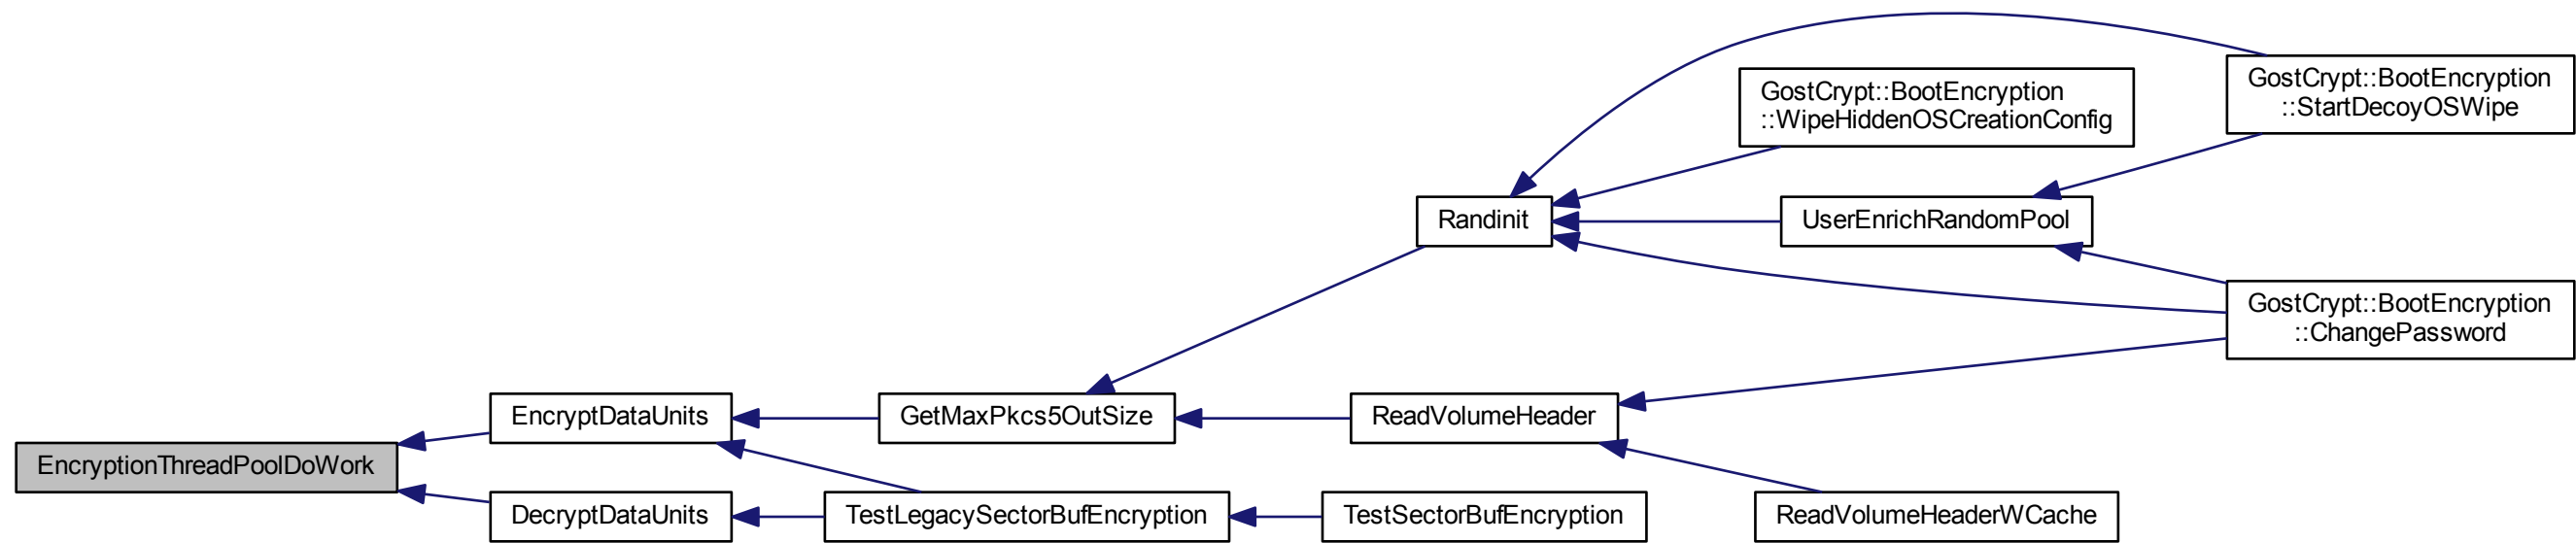 GostCrypt::BootEncryption
::StartDecoyOSWipe
GostCrypt::BootEncryption
::WipeHiddenOSCreationConfig
Randinit
UserEnrichRandomPool
GostCrypt::BootEncryption
::ChangePassword
EncryptDataUnits
GetMaxPkcs5OutSize
ReadVolumeHeader
EncryptionThreadPoolDoWork
DecryptDataUnits
TestLegacySectorBufEncryption
TestSectorBufEncryption
ReadVolumeHeaderWCache